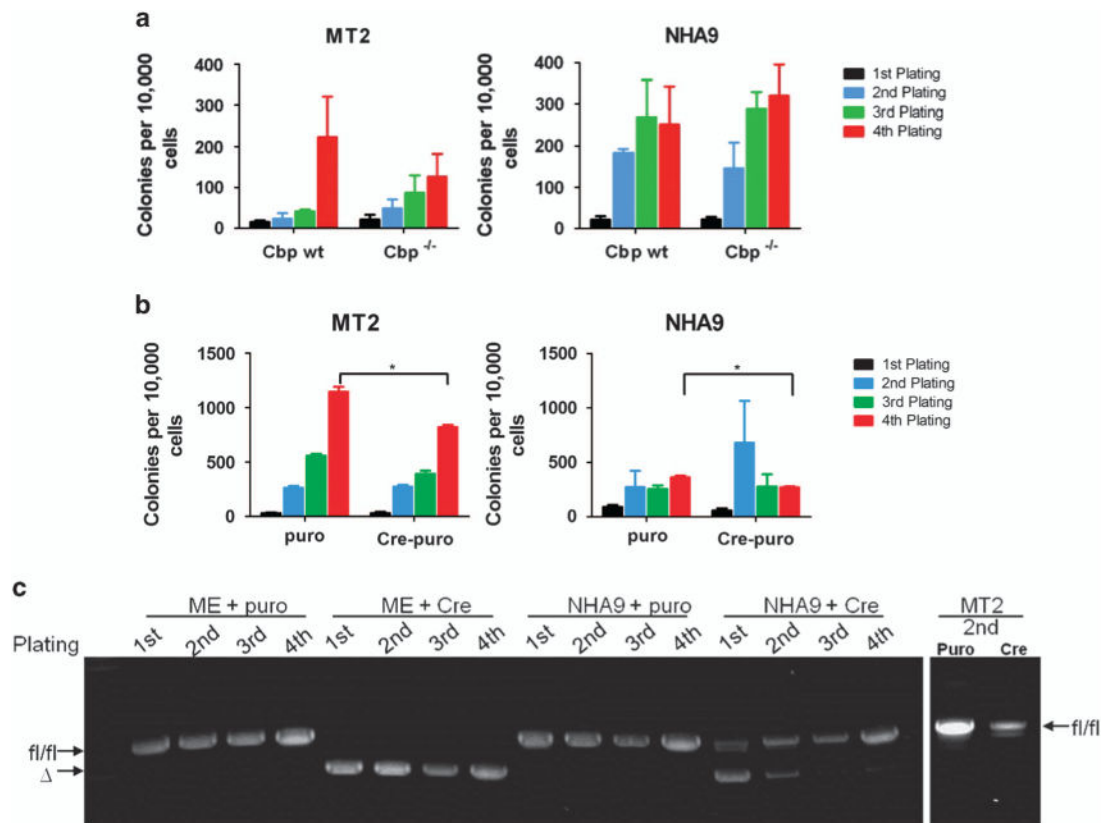 a
MT2
NHA9
Colonies per 10,000
cells
400
300
200
100
0
Cbp wt
Cbp -/-
Colonies per 10,000
cells
400
300
200
100
0
Cbp wt
Cbp -/-
1st Plating
2nd Plating
3rd Plating
4th Plating
b
MT2
NHA9
Colonies per 10,000
cells
1500
1000
500
0
*
puro
Cre-puro
Colonies per 10,000
cells
1500
1000
500
0
*
puro
Cre-puro
1st Plating
2nd Plating
3rd Plating
4th Plating
c
ME + puro
ME + Cre
NHA9 + puro
NHA9 + Cre
MT2
Plating
1st
2nd
3rd
4th
1st
2nd
3rd
4th
1st
2nd
3rd
4th
1st
2nd
3rd
4th
2nd
Puro
Cre
fl/fl
Δ
fl/fl